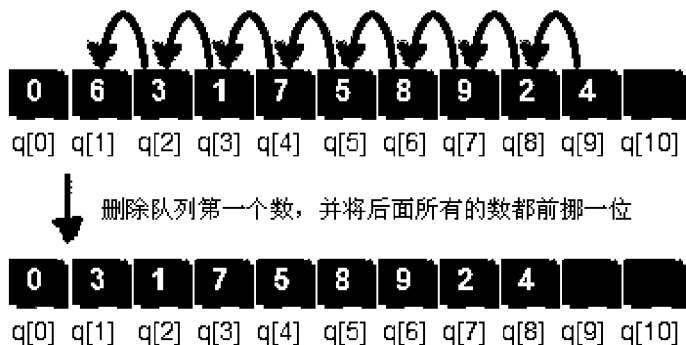 0 6 3 1 7 5 8 9 2 4
q[0] q[1] q[2] q[3] q[4] q[5] q[6] q[7] q[8] q[9] q[10]
删除队列第一个数，并将后面所有的数都前挪一位
0 3 1 7 5 8 9 2 4
q[0] q[1] q[2] q[3] q[4] q[5] q[6] q[7] q[8] q[9] q[10]